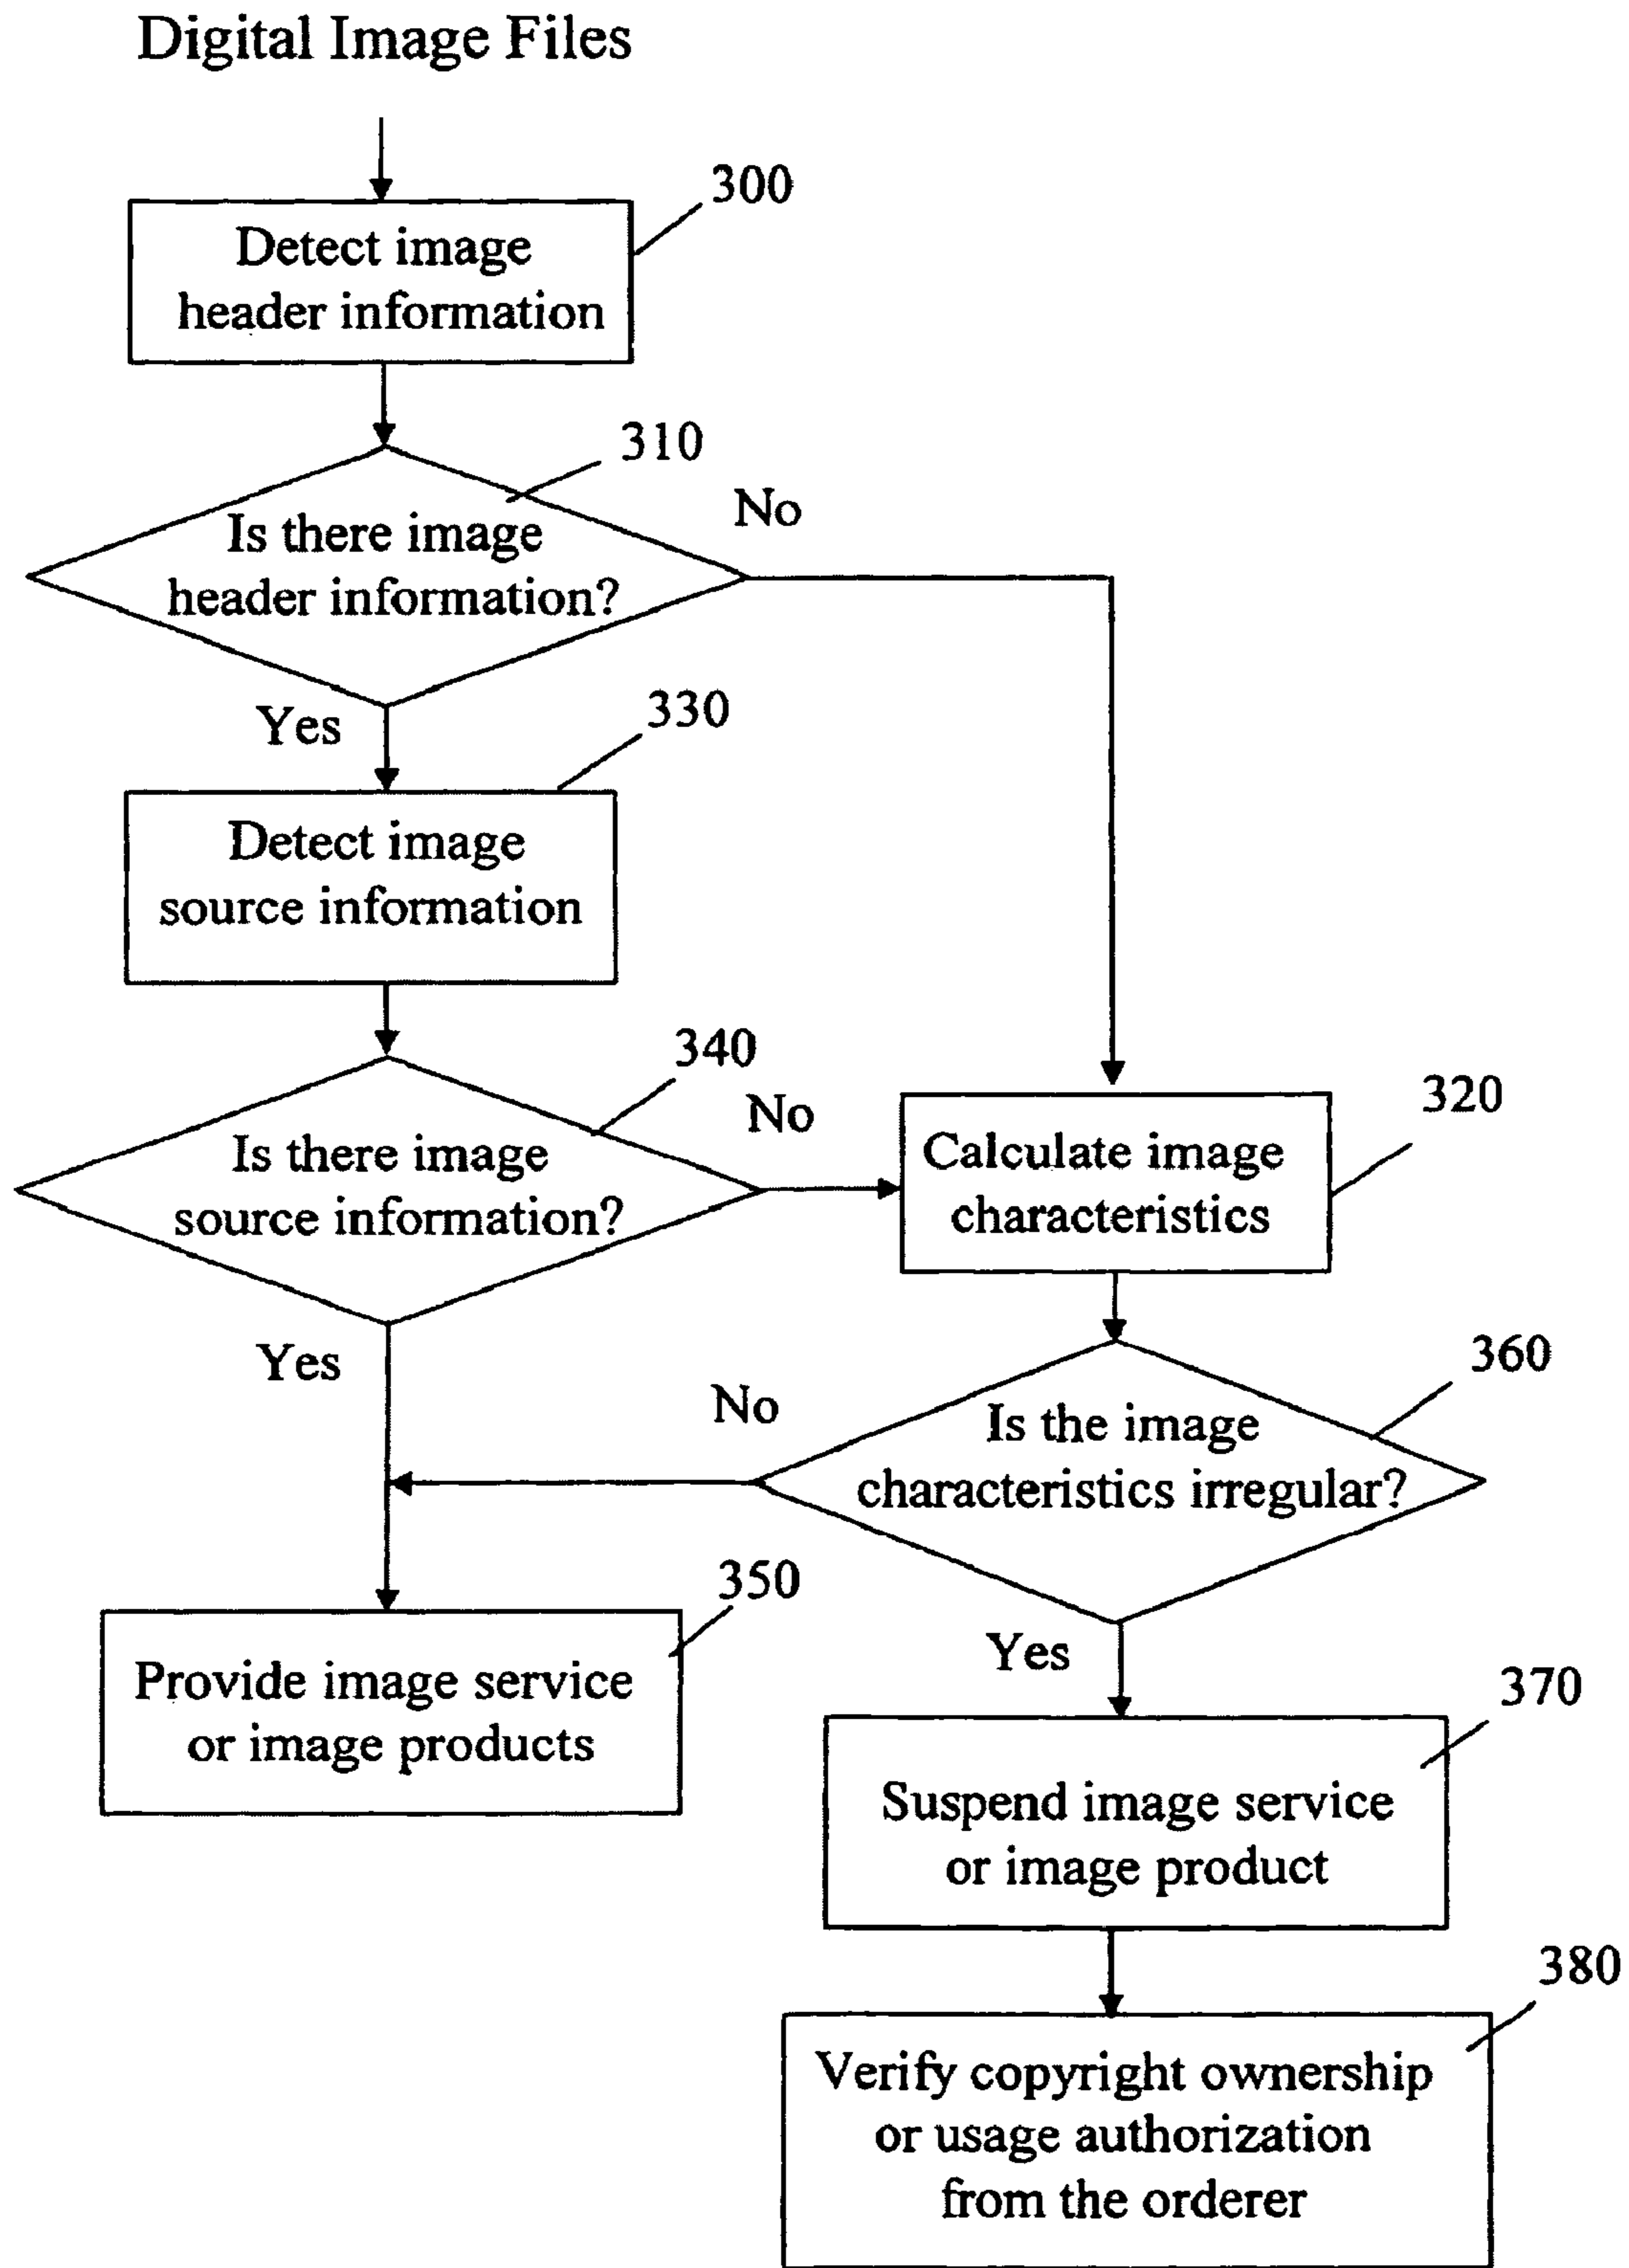 Digital Image Files
300
Detect image
header information
310
Is there image
header information?
No
Yes
330
Detect image
source information
340
Is there image
source information?
No
Yes
320
Calculate image
characteristics
360
Is the image
characteristics irregular?
No
Yes
350
Provide image service
or image products
370
Suspend image service
or image product
380
Verify copyright ownership
or usage authorization
from the orderer